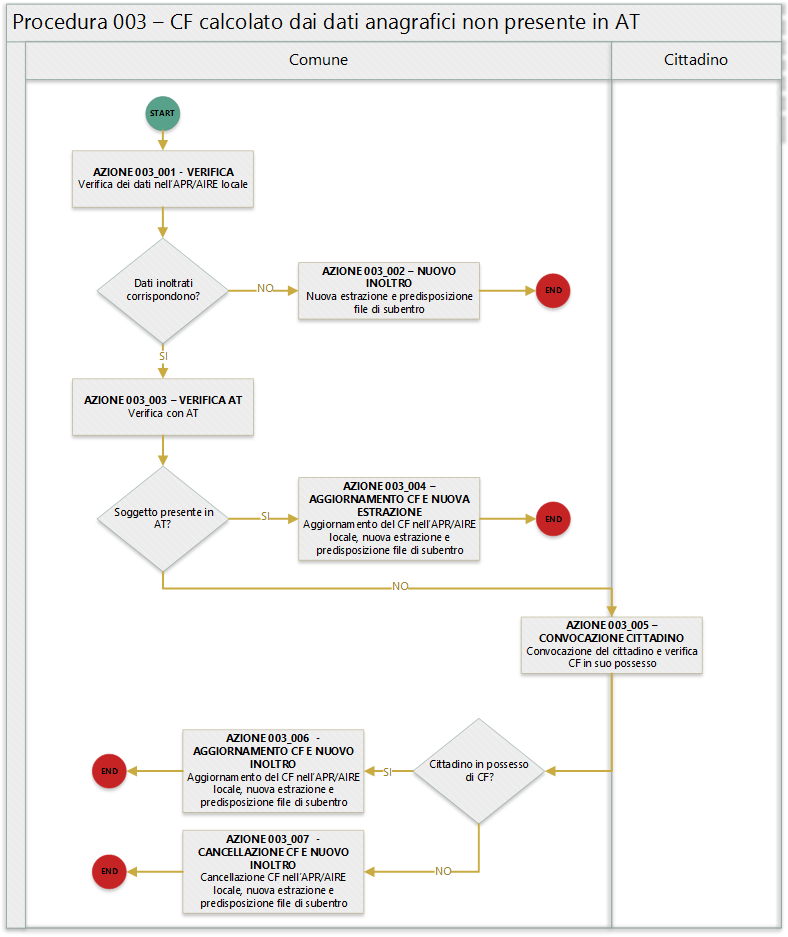 Procedura 003 – CF calcolato dai dati anagrafici non presente in AT
Comune
Cittadino
START
AZIONE 003_001 - VERIFICA
Verifica dei dati nell'APR/AIRE locale
Dati inoltrati
corrispondono?
NO
AZIONE 003_002 – NUOVO
INOLTRO
Nuova estrazione e predisposizione
file di subentro
END
SI
AZIONE 003_003 – VERIFICA AT
Verifica con AT
Soggetto presente in
AT?
SI
AZIONE 003_004 –
AGGIORNAMENTO CF E NUOVA
ESTRAZIONE
Aggiornamento del CF nell'APR/AIRE
locale, nuova estrazione e
predisposizione file di subentro
END
NO
AZIONE 003_005 –
CONVOCAZIONE CITTADINO
Convocazione del cittadino e verifica
CF in suo possesso
Cittadino in possesso
di CF?
SI
AZIONE 003_006 -
AGGIORNAMENTO CF E NUOVO
INOLTRO
Aggiornamento del CF nell'APR/AIRE
locale, nuova estrazione e
predisposizione file di subentro
END
NO
AZIONE 003_007 -
CANCELLAZIONE CF E NUOVO
INOLTRO
Cancellazione CF nell'APR/AIRE
locale, nuova estrazione e
predisposizione file di subentro
END